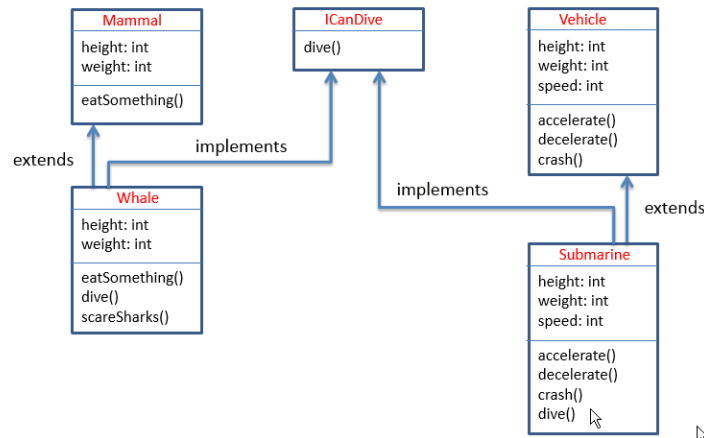 Mammal
height: int
weight: int
eatSomething()
ICanDive
dive()
Vehicle
height: int
weight: int
speed: int
accelerate()
decelerate()
crash()
extends
implements
implements
extends
Whale
height: int
weight: int
eatSomething()
dive()
scareSharks()
Submarine
height: int
weight: int
speed: int
accelerate()
decelerate()
crash()
dive()